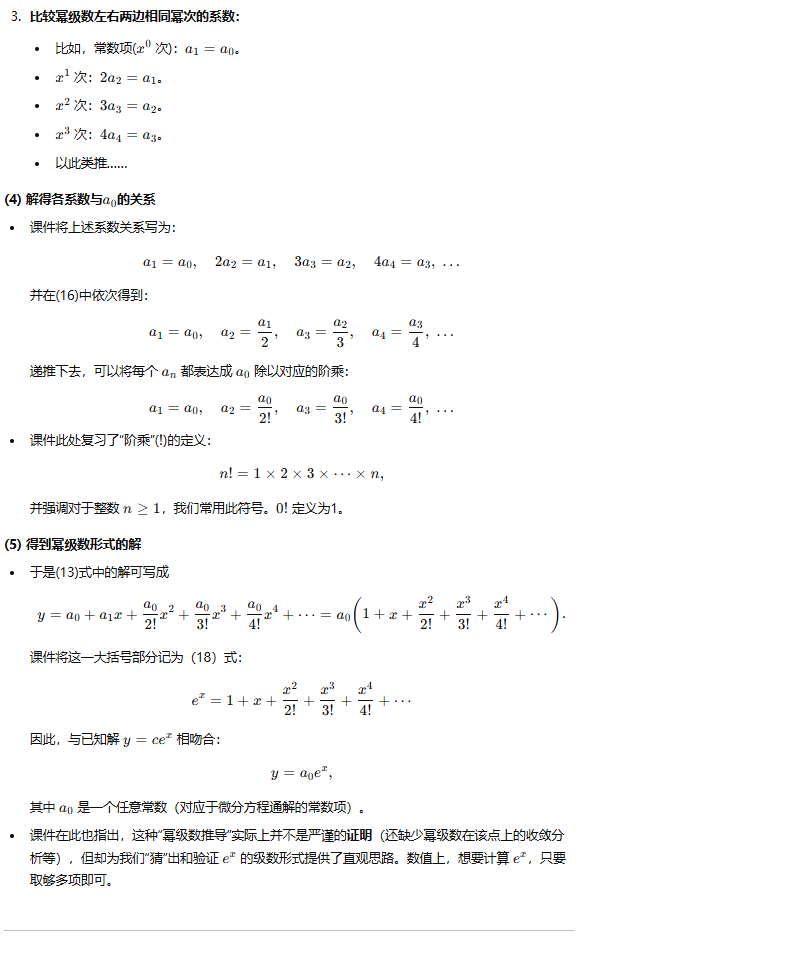 3. 比较幂级数左右两边相同幂次的系数：
• 比如，常数项(x⁰ 次)：a₁ = a₀。
• x¹ 次：2a₂ = a₁。
• x² 次：3a₃ = a₂。
• x³ 次：4a₄ = a₃。
• 以此类推……
(4) 解得各系数与a₀的关系
• 课件将上述系数关系写为：
a₁ = a₀,  2a₂ = a₁,  3a₃ = a₂,  4a₄ = a₃, …
并在(16)中依次得到：
a₁ = a₀,  a₂ = a₁/2,  a₃ = a₂/3,  a₄ = a₃/4, …
递推下去，可以将每个 aₙ 都表达成 a₀ 除以对应的阶乘：
a₁ = a₀,  a₂ = a₀/2!,  a₃ = a₀/3!,  a₄ = a₀/4!, …
• 课件此处复习了“阶乘”(!)的定义：
n! = 1 × 2 × 3 × ⋯ × n,
并强调对于整数 n ≥ 1，我们常用此符号。0! 定义为1。
(5) 得到幂级数形式的解
• 于是(13)式中的解可写成
y = a₀ + a₁x + a₀/2! x² + a₀/3! x³ + a₀/4! x⁴ + ⋯ = a₀(1 + x + x²/2! + x³/3! + x⁴/4! + ⋯).
课件将这一大括号部分记为（18）式：
eˣ = 1 + x + x²/2! + x³/3! + x⁴/4! + ⋯
因此，与已知解 y = ceˣ 相吻合：
y = a₀eˣ,
其中 a₀ 是一个任意常数（对应于微分方程通解的常数项）。
• 课件在此也指出，这种“幂级数推导”实际上并不是严谨的证明（还缺少幂级数在该点上的收敛分
析等），但却为我们“猜”出和验证 eˣ 的级数形式提供了直观思路。数值上，想要计算 eˣ，只要
取够多项即可。